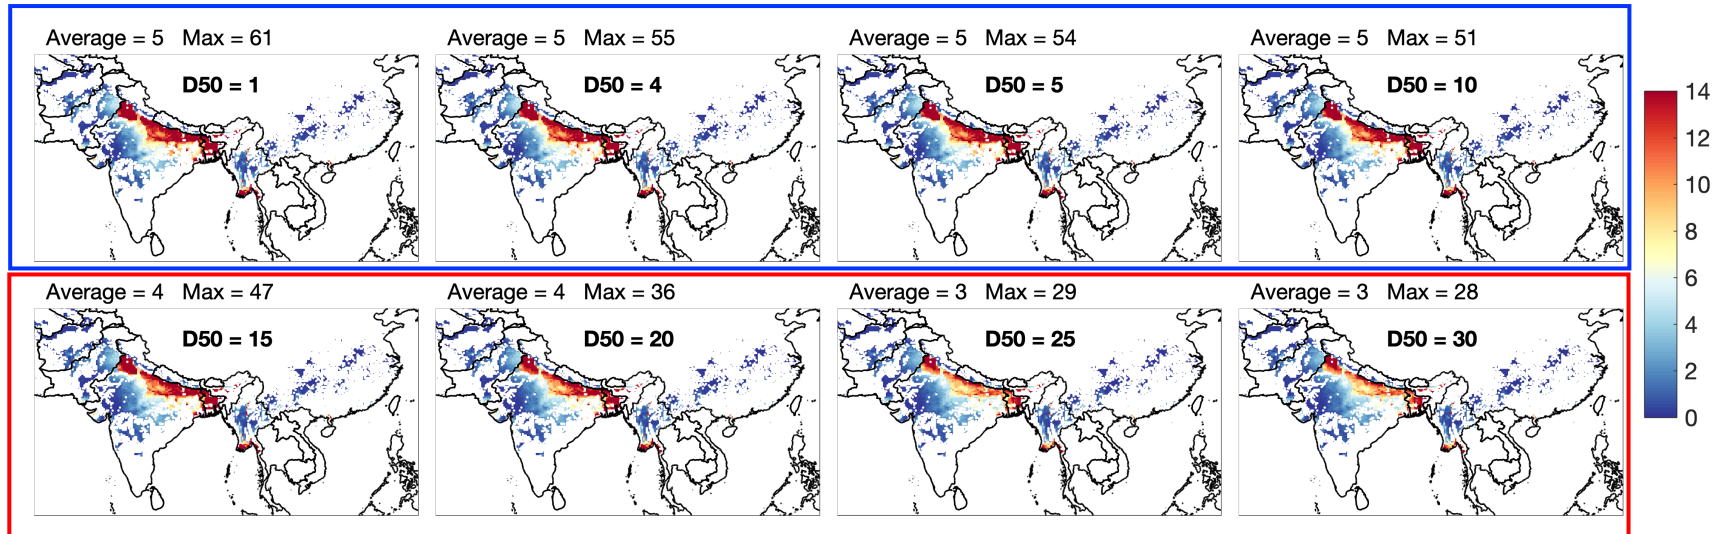 Average = 5 Max = 61
D50 = 1
Average = 5 Max = 55
D50 = 4
Average = 5 Max = 54
D50 = 5
Average = 5 Max = 51
D50 = 10
Average = 4 Max = 47
D50 = 15
Average = 4 Max = 36
D50 = 20
Average = 3 Max = 29
D50 = 25
Average = 3 Max = 28
D50 = 30
14
12
10
8
6
4
2
0